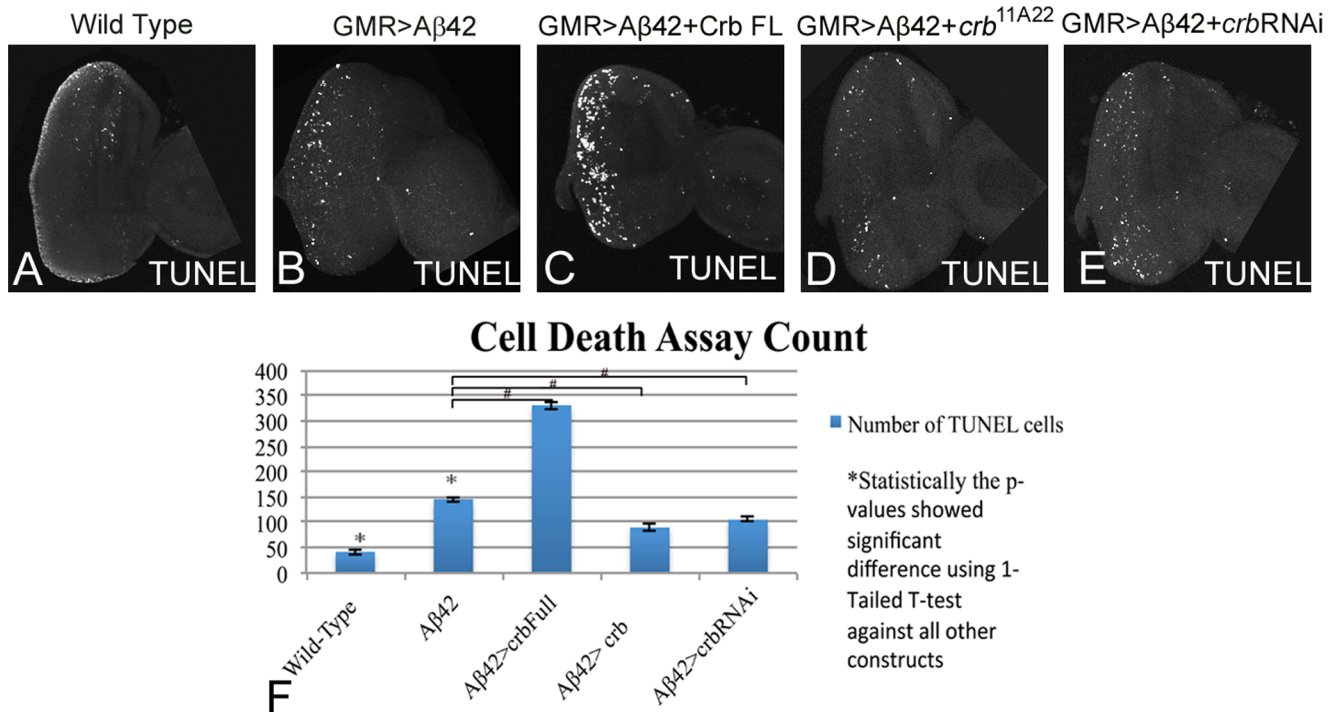 Wild Type GMR>Aβ42 GMR>Aβ42+Crb FL GMR>Aβ42+crb11A22 GMR>Aβ42+crbRNAi
A TUNEL B TUNEL C TUNEL D TUNEL E TUNEL
Cell Death Assay Count
400
350
300
250
200
150
100
50
0
#
#
#
*
*
Wild-Type
Aβ42
Aβ42>crbFull
Aβ42> crb
Aβ42>crbRNAi
Number of TUNEL cells
*Statistically the p-
values showed
significant
difference using 1-
Tailed T-test
against all other
constructs
F